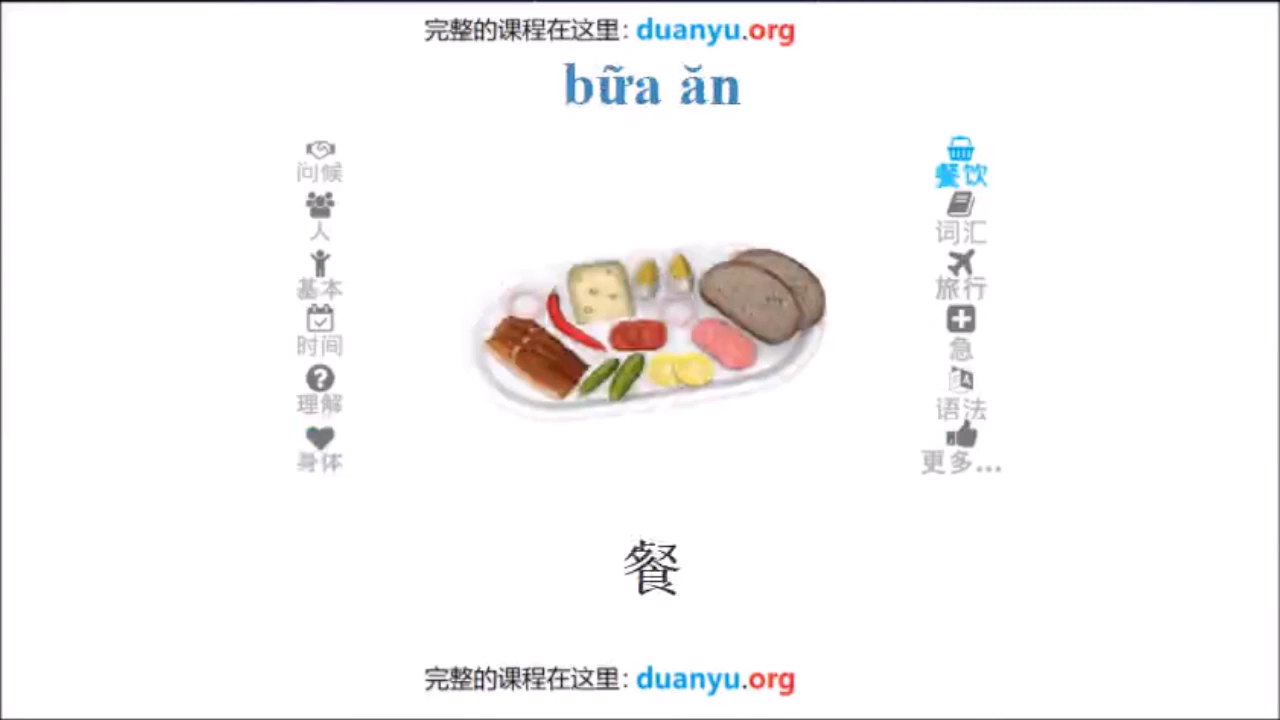 完整的课程在这里: duanyu.org
bữa ăn
问候
人
基本
时间
理解
身体
餐饮
词汇
旅行
急
语法
更多...
餐
完整的课程在这里: duanyu.org